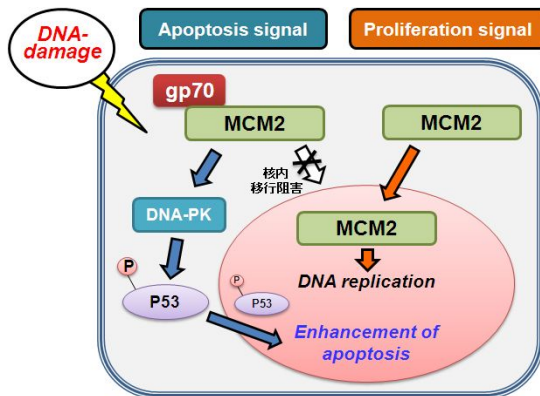 DNA-
damage
Apoptosis signal
Proliferation signal
gp70
MCM2
MCM2
核内
移行阻害
DNA-PK
MCM2
P
P53
P
P53
DNA replication
Enhancement of
apoptosis